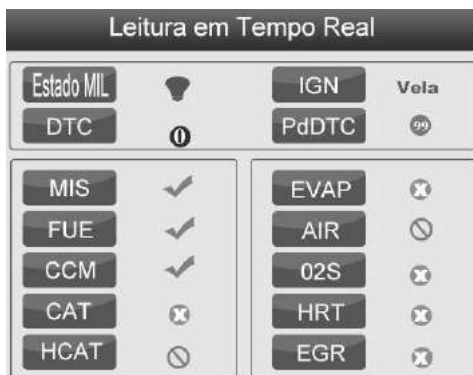 Leitura em Tempo Real
Estado MIL IGN Vela
DTC 0 PdDTC 99
MIS EVAP
FUE AIR
CCM 02S
CAT HRT
HCAT EGR